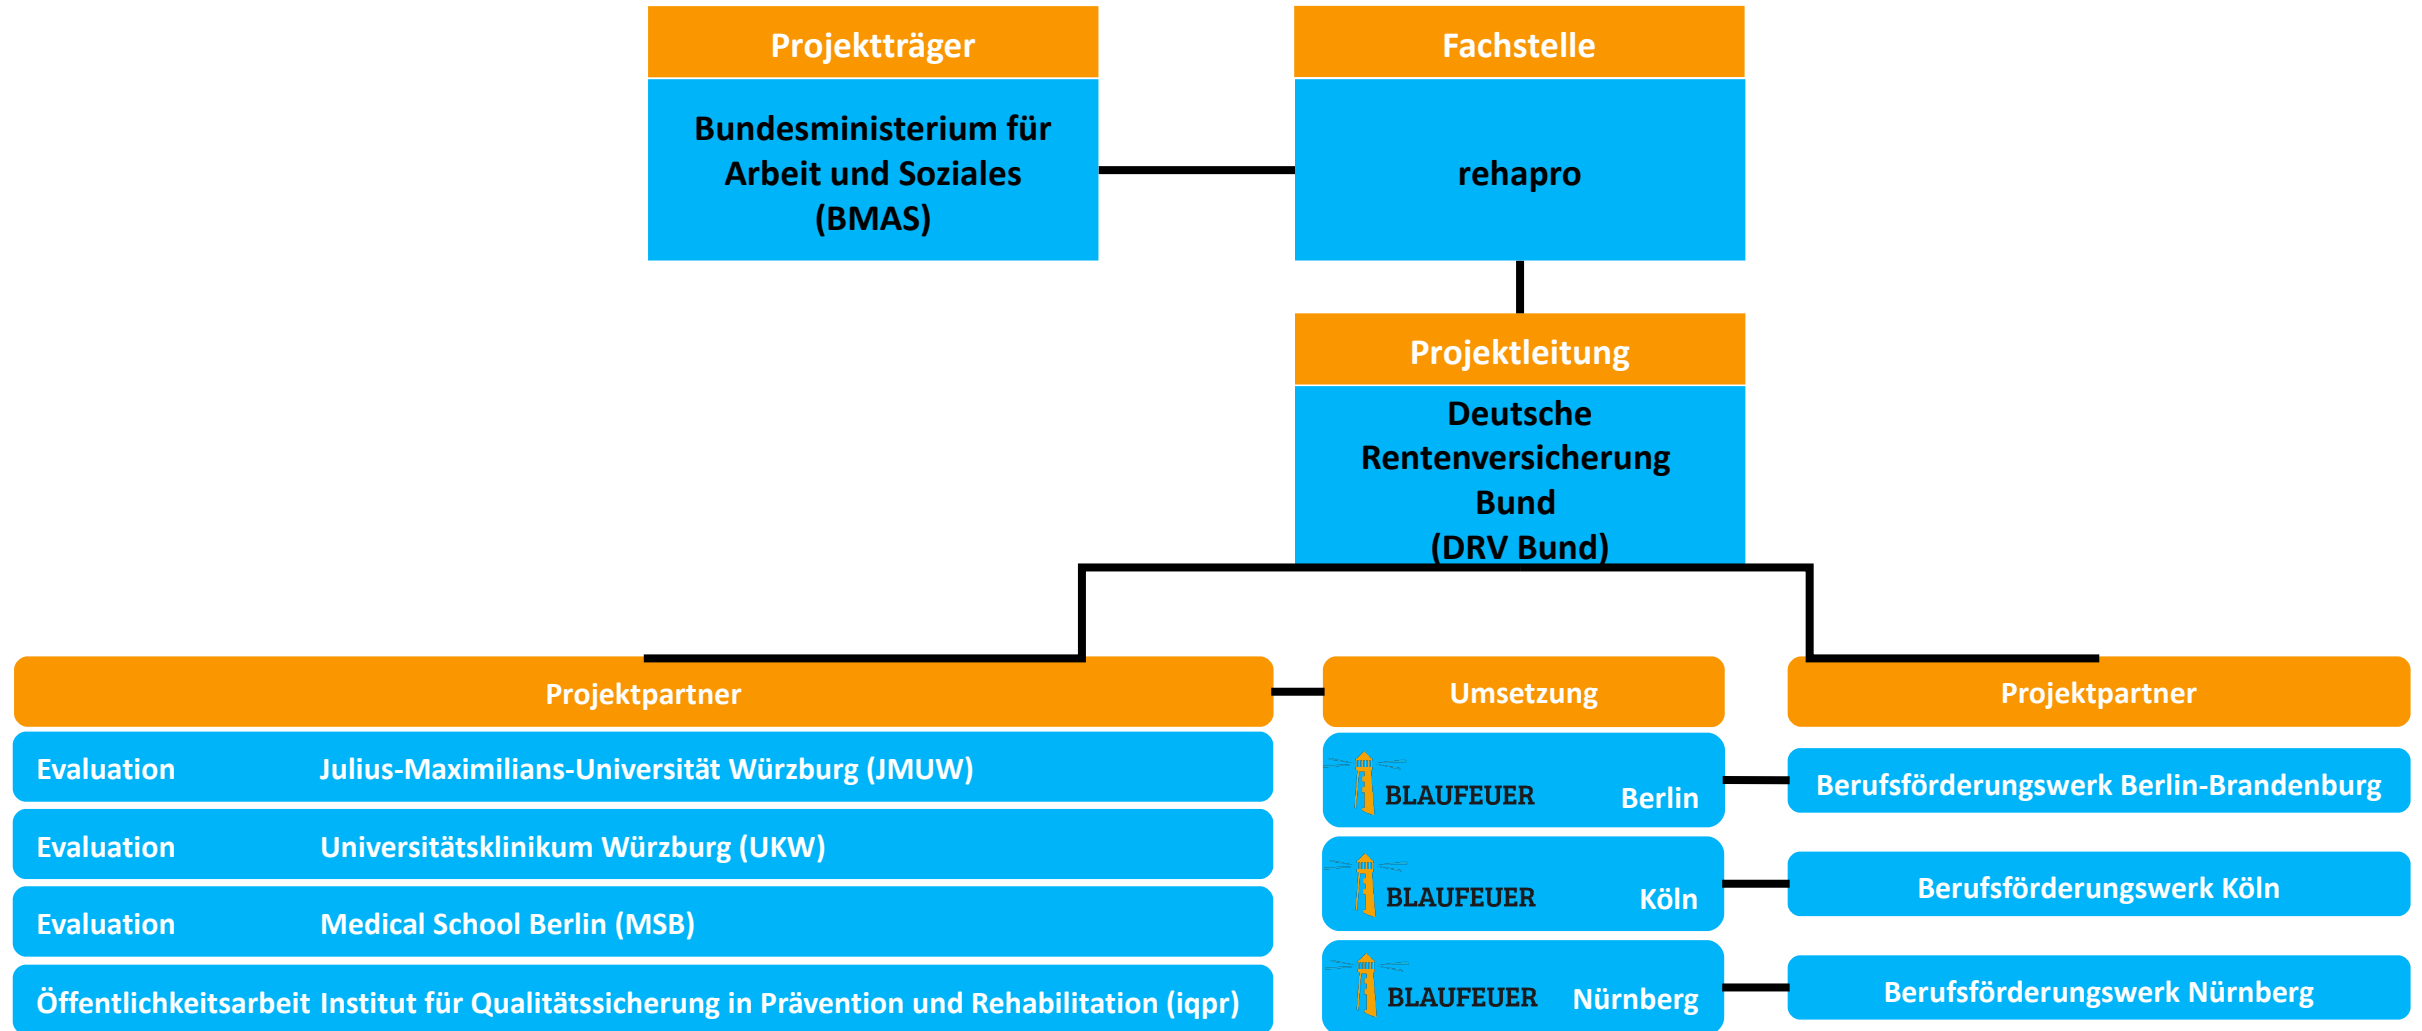 Projektträger
Bundesministerium für
Arbeit und Soziales
(BMAS)
Fachstelle
rehapro
Projektleitung
Deutsche
Rentenversicherung
Bund
(DRV Bund)
Projektpartner
Evaluation Julius-Maximilians-Universität Würzburg (JMUW)
Evaluation Universitätsklinikum Würzburg (UKW)
Evaluation Medical School Berlin (MSB)
Öffentlichkeitsarbeit Institut für Qualitätssicherung in Prävention und Rehabilitation (iqpr)
Umsetzung
BLAUFEUER Berlin
BLAUFEUER Köln
BLAUFEUER Nürnberg
Projektpartner
Berufsförderungswerk Berlin-Brandenburg
Berufsförderungswerk Köln
Berufsförderungswerk Nürnberg